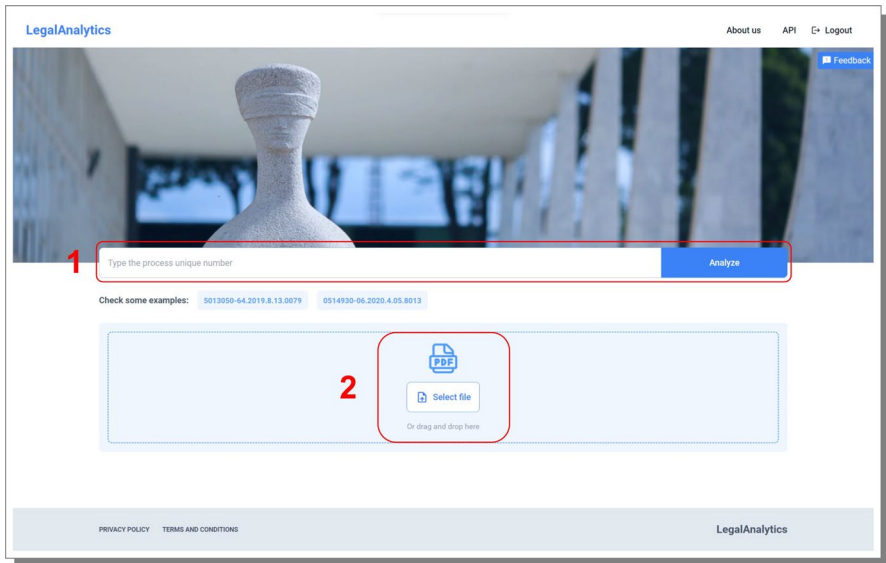 LegalAnalytics
About us API Logout
Feedback
1
Type the process unique number Analyze
Check some examples: 5013050-64.2019.8.13.0079 0514930-06.2020.4.05.8013
PDF
2
Select file
Or drag and drop here
PRIVACY POLICY TERMS AND CONDITIONS LegalAnalytics